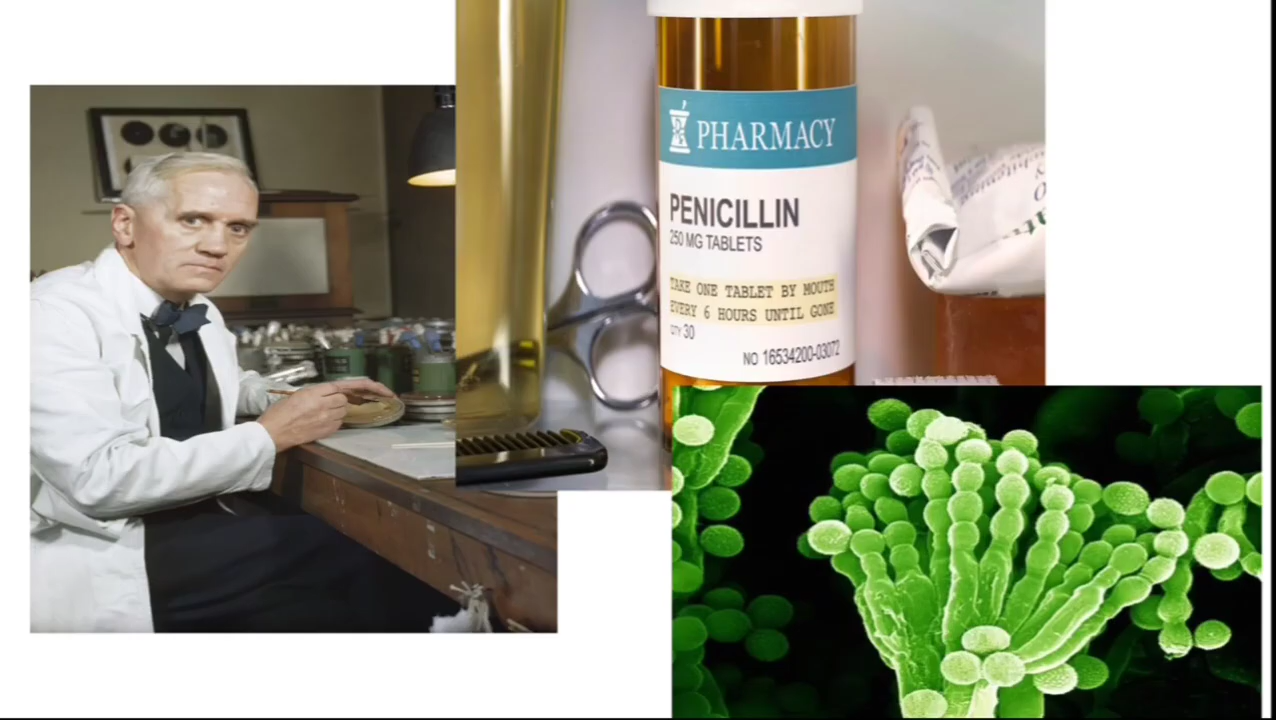 PHARMACY
PENICILLIN
250 MG TABLETS
TAKE ONE TABLET BY MOUTH
EVERY 6 HOURS UNTIL GONE
QTY 30
NO 16534200-03072